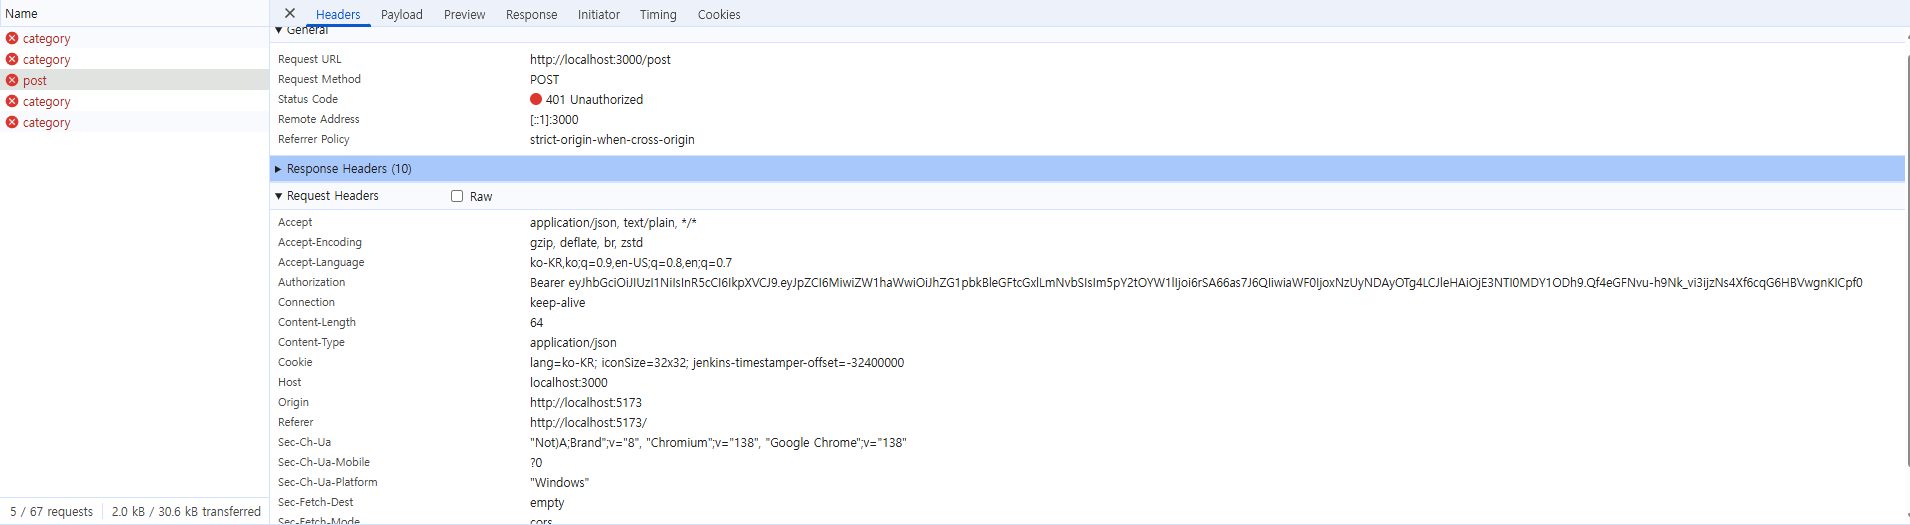 Name
Headers Payload Preview Response Initiator Timing Cookies
category
category
post
category
category
5 / 67 requests 2.0 kB / 30.6 kB transferred
▼ General
Request URL http://localhost:3000/post
Request Method POST
Status Code 401 Unauthorized
Remote Address [::1]:3000
Referrer Policy strict-origin-when-cross-origin
▶ Response Headers (10)
▼ Request Headers Raw
Accept application/json, text/plain, */*
Accept-Encoding gzip, deflate, br, zstd
Accept-Language ko-KR,ko;q=0.9,en-US;q=0.8,en;q=0.7
Authorization Bearer
Connection keep-alive
Content-Length 64
Content-Type application/json
Cookie lang=ko-KR; iconSize=32x32; jenkins-timestamper-offset=-32400000
Host localhost:3000
Origin http://localhost:5173
Referer http://localhost:5173/
Sec-Ch-Ua "Not)A;Brand";v="8", "Chromium";v="138", "Google Chrome";v="138"
Sec-Ch-Ua-Mobile ?0
Sec-Ch-Ua-Platform "Windows"
Sec-Fetch-Dest empty
Sec-Fetch-Mode cors